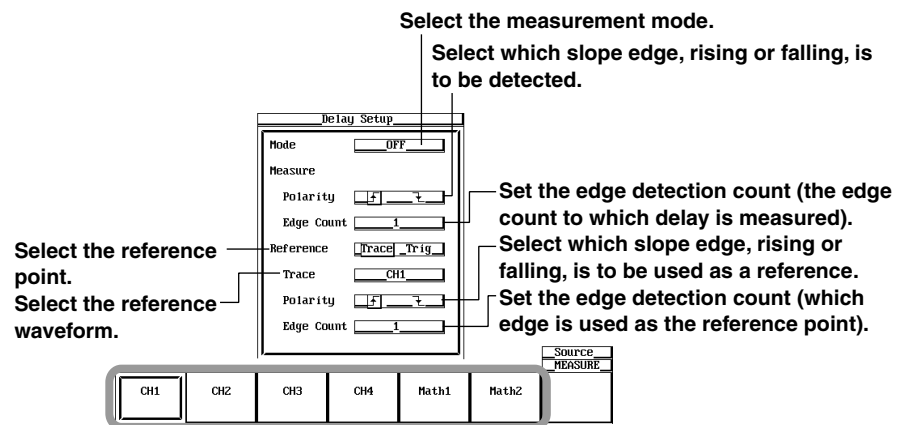 Select the measurement mode.
Select which slope edge, rising or falling, is
to be detected.
Delay Setup
Mode OFF
Measure
Polarity
Edge Count 1
Set the edge detection count (the edge
count to which delay is measured).
Select the reference
point.
Reference Trace Trig
Select which slope edge, rising or
falling, is to be used as a reference.
Select the reference
waveform.
Trace CH1
Polarity
Edge Count 1
Set the edge detection count (which
edge is used as the reference point).
Source
MEASURE
CH1 CH2 CH3 CH4 Math1 Math2